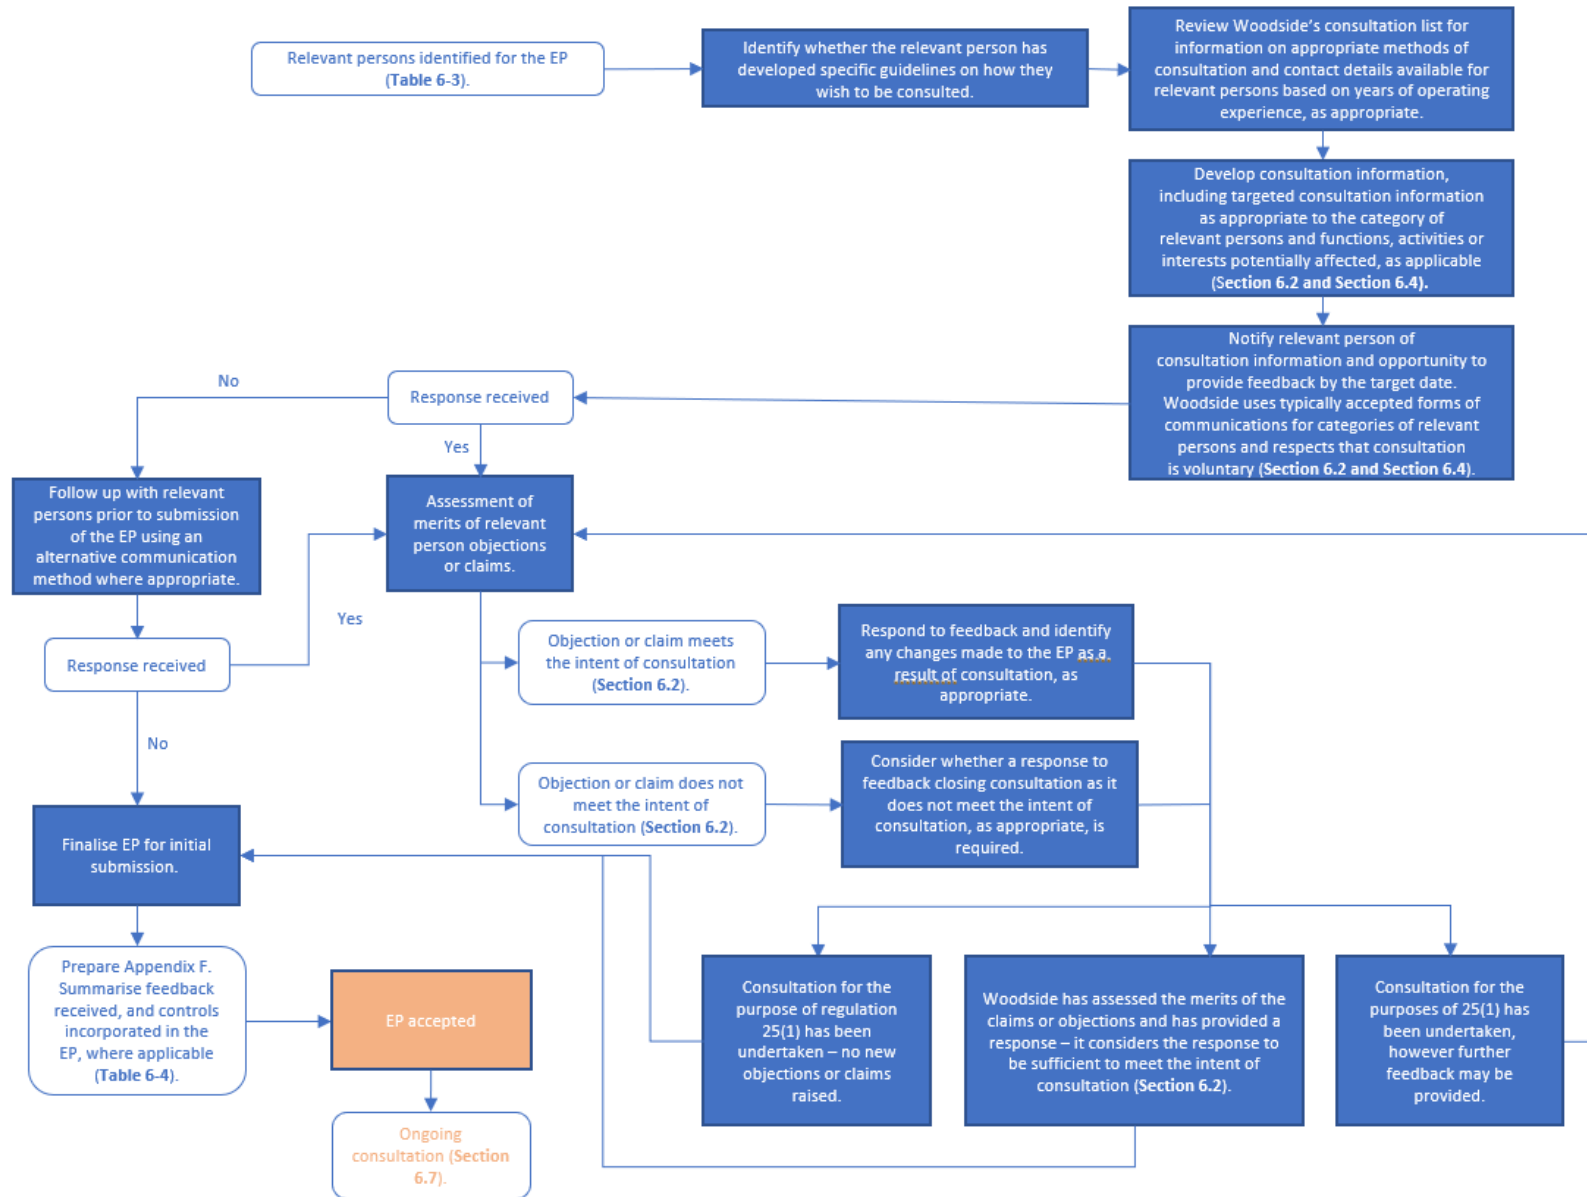 Relevant persons identified for the EP
(Table 6-3).
Identify whether the relevant person has
developed specific guidelines on how they
wish to be consulted.
Review Woodside's consultation list for
information on appropriate methods of
consultation and contact details available for
relevant persons based on years of operating
experience, as appropriate.
Develop consultation information,
including targeted consultation information
as appropriate to the category of
relevant persons and functions, activities or
interests potentially affected, as applicable
(Section 6.2 and Section 6.4).
Notify relevant person of
consultation information and opportunity to
provide feedback by the target date.
Woodside uses typically accepted forms of
communications for categories of relevant
persons and respects that consultation
is voluntary (Section 6.2 and Section 6.4).
Response received
No
Yes
Follow up with relevant
persons prior to submission
of the EP using an
alternative communication
method where appropriate.
Assessment of
merits of relevant
person objections
or claims.
Response received
Yes
No
Objection or claim meets
the intent of consultation
(Section 6.2).
Respond to feedback and identify
any changes made to the EP as a
result of consultation, as
appropriate.
Objection or claim does not
meet the intent of
consultation (Section 6.2).
Consider whether a response to
feedback closing consultation as it
does not meet the intent of
consultation, as appropriate, is
required.
Finalise EP for initial
submission.
Prepare Appendix F.
Summarise feedback
received, and controls
incorporated in the
EP, where applicable
(Table 6-4).
EP accepted
Ongoing
consultation (Section
6.7).
Consultation for the
purpose of regulation
25(1) has been
undertaken – no new
objections or claims
raised.
Woodside has assessed the merits of the
claims or objections and has provided a
response – it considers the response to
be sufficient to meet the intent of
consultation (Section 6.2).
Consultation for the
purposes of 25(1) has
been undertaken,
however further
feedback may be
provided.